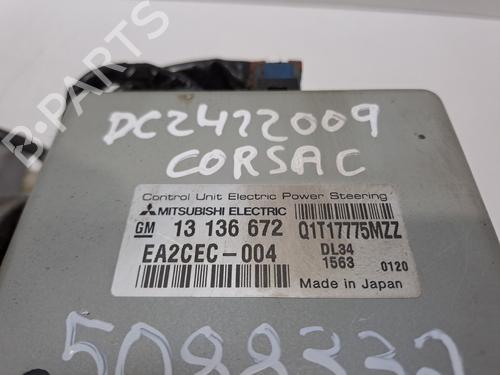 B-PARTS
DC2412009
CORSA C
Control Unit Electric Power Steering
MITSUBISHI ELECTRIC
GM 13 136 672 Q1T17775MZZ
EA2CEC-004 DL34
1563 0120
Made in Japan